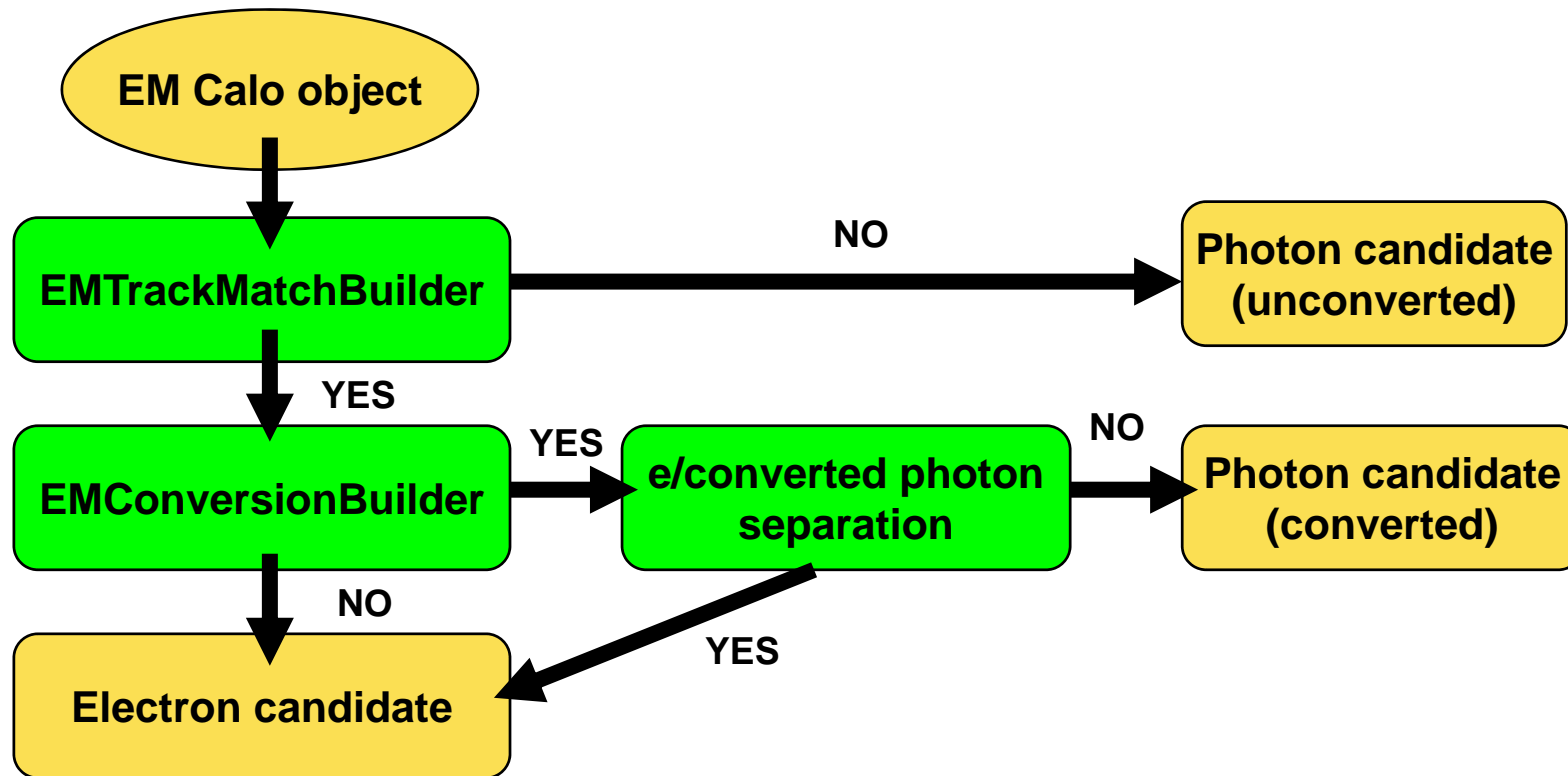 EM Calo object
NO
EMTrackMatchBuilder
Photon candidate
(unconverted)
YES
YES
NO
EMConversionBuilder
e/converted photon
separation
Photon candidate
(converted)
NO
YES
Electron candidate